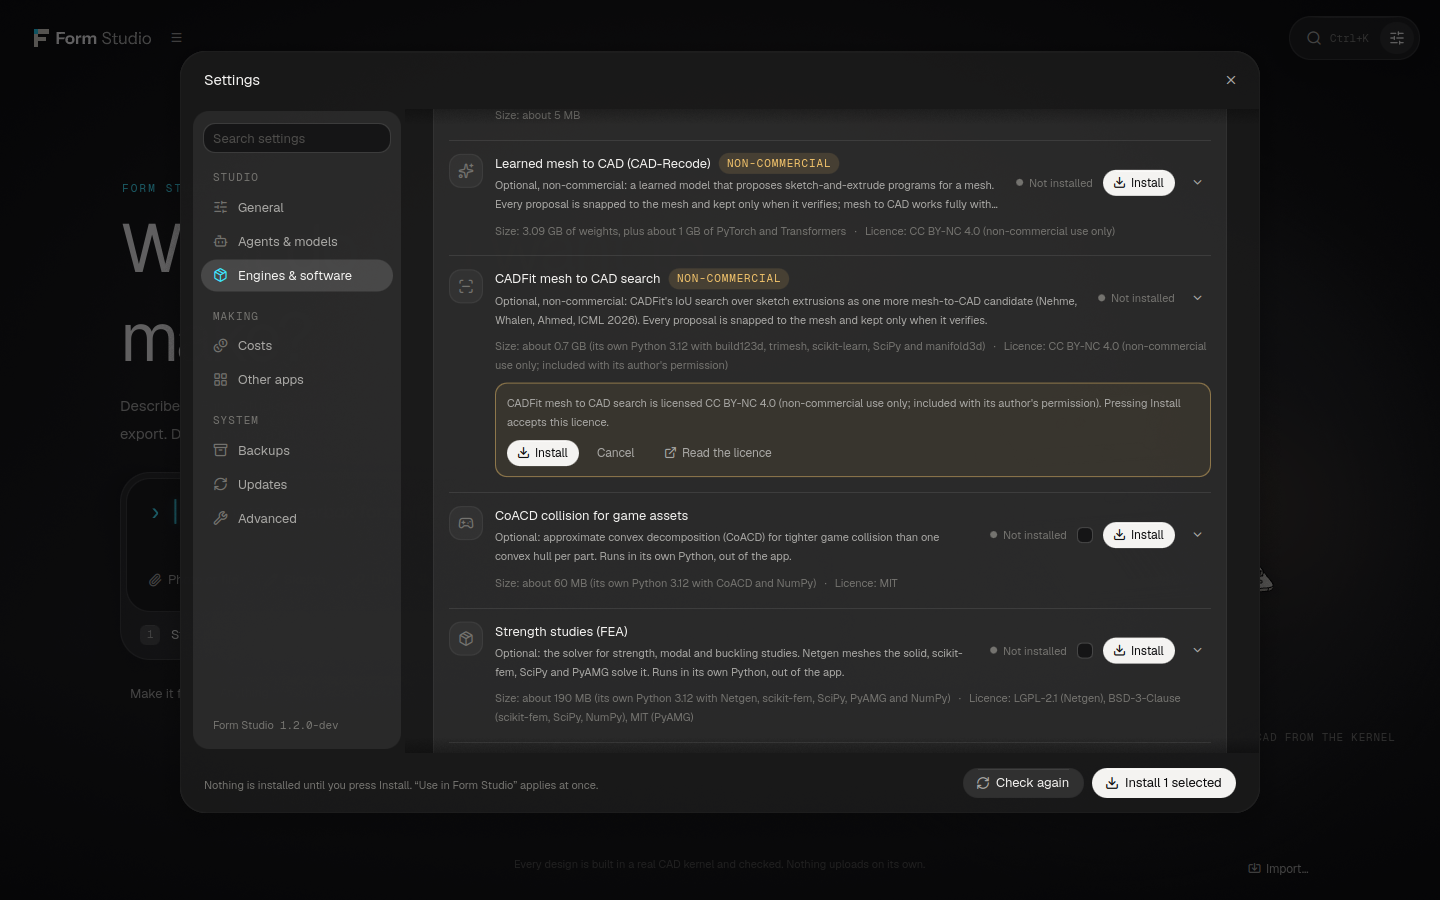 Form Studio
Ctrl+K
Settings
Search settings
STUDIO
General
Agents & models
Engines & software
MAKING
Costs
Other apps
SYSTEM
Backups
Updates
Advanced
Form Studio 1.2.0-dev
Size: about 5 MB
Learned mesh to CAD (CAD-Recode) NON-COMMERCIAL
Optional, non-commercial: a learned model that proposes sketch-and-extrude programs for a mesh.
Every proposal is snapped to the mesh and kept only when it verifies; mesh to CAD works fully with…
Not installed
Install
Size: 3.09 GB of weights, plus about 1 GB of PyTorch and Transformers · Licence: CC BY-NC 4.0 (non-commercial use only)
CADFit mesh to CAD search NON-COMMERCIAL
Optional, non-commercial: CADFit's IoU search over sketch extrusions as one more mesh-to-CAD candidate (Nehme,
Whalen, Ahmed, ICML 2026). Every proposal is snapped to the mesh and kept only when it verifies.
Not installed
Size: about 0.7 GB (its own Python 3.12 with build123d, trimesh, scikit-learn, SciPy and manifold3d) · Licence: CC BY-NC 4.0 (non-commercial
use only; included with its author's permission)
CADFit mesh to CAD search is licensed CC BY-NC 4.0 (non-commercial use only; included with its author's permission). Pressing Install
accepts this licence.
Install
Cancel
Read the licence
CoACD collision for game assets
Optional: approximate convex decomposition (CoACD) for tighter game collision than one
convex hull per part. Runs in its own Python, out of the app.
Not installed
Install
Size: about 60 MB (its own Python 3.12 with CoACD and NumPy) · Licence: MIT
Strength studies (FEA)
Optional: the solver for strength, modal and buckling studies. Netgen meshes the solid, scikit-
fem, SciPy and PyAMG solve it. Runs in its own Python, out of the app.
Not installed
Install
Size: about 190 MB (its own Python 3.12 with Netgen, scikit-fem, SciPy, PyAMG and NumPy) · Licence: LGPL-2.1 (Netgen), BSD-3-Clause
(scikit-fem, SciPy, NumPy), MIT (PyAMG)
Nothing is installed until you press Install. “Use in Form Studio” applies at once.
Check again
Install 1 selected
FORM ST
W
ma
Describe
export. D
Ph
1 S
Make it f
CAD FROM THE KERNEL
Every design is built in a real CAD kernel and checked. Nothing uploads on its own.
Import…